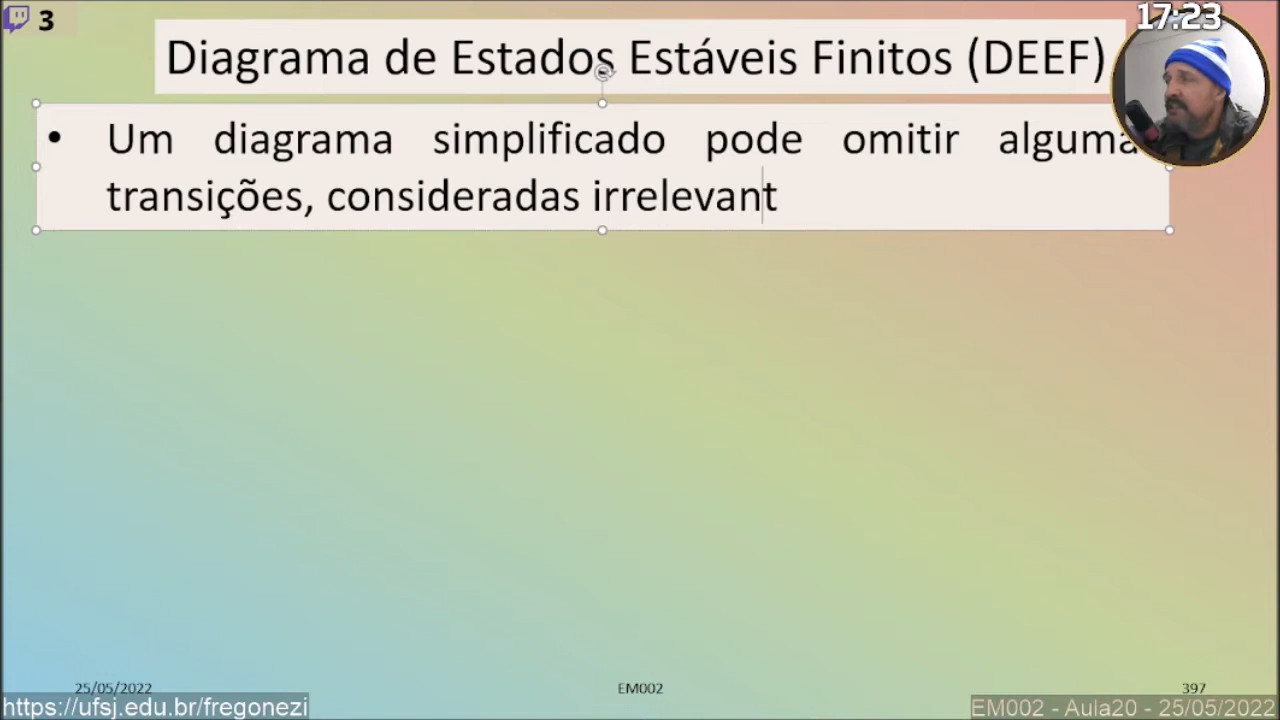 3
17:23
Diagrama de Estados Estáveis Finitos (DEEF)
• Um diagrama simplificado pode omitir alguma
transições, consideradas irrelevant
25/05/2022
EM002
397
https://ufsj.edu.br/fregonezi
EM002 - Aula20 - 25/05/2022